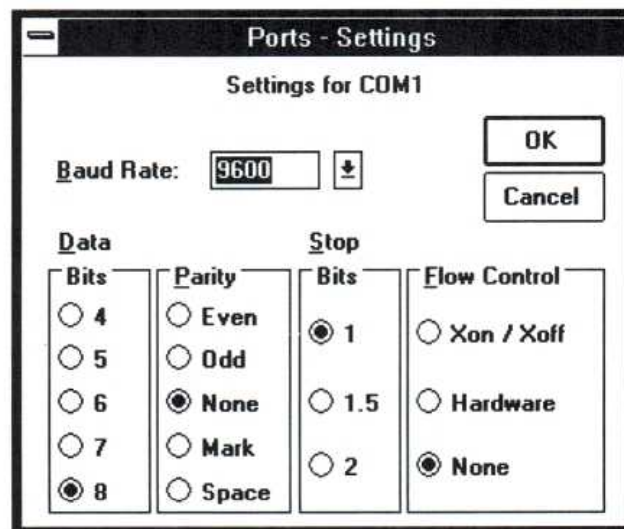 Ports - Settings
Settings for COM1
Baud Rate: 9600
OK
Cancel
Data Bits
4
5
6
7
8
Parity
Even
Odd
None
Mark
Space
Stop Bits
1
1.5
2
Flow Control
Xon / Xoff
Hardware
None